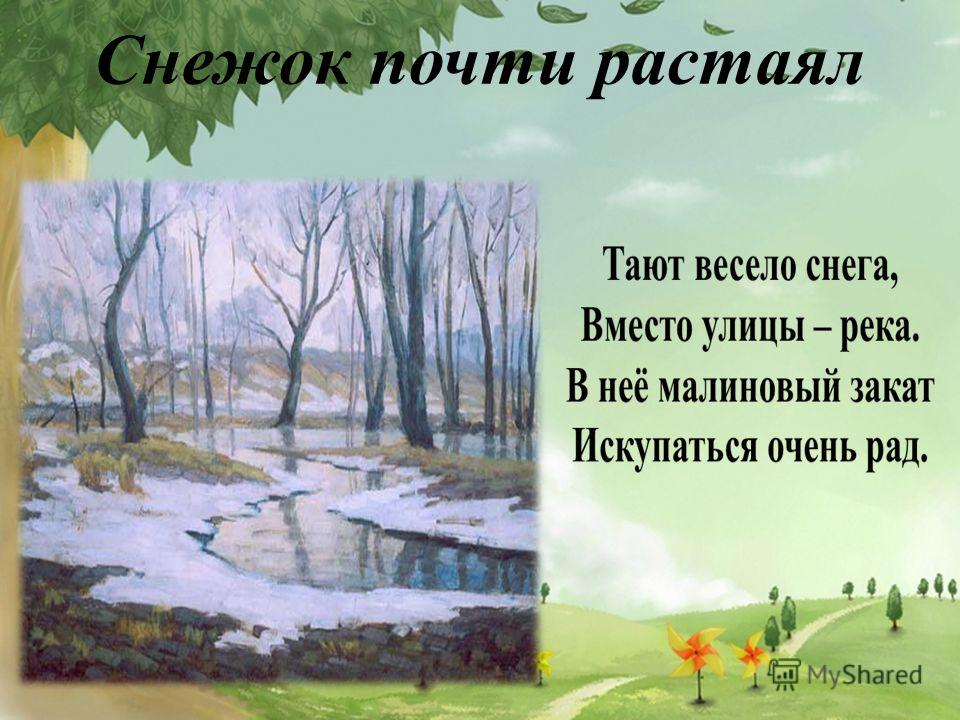 Снежок почти растаял
Тают весело снега,
Вместо улицы – река.
В неё малиновый закат
Искупаться очень рад.
MyShared